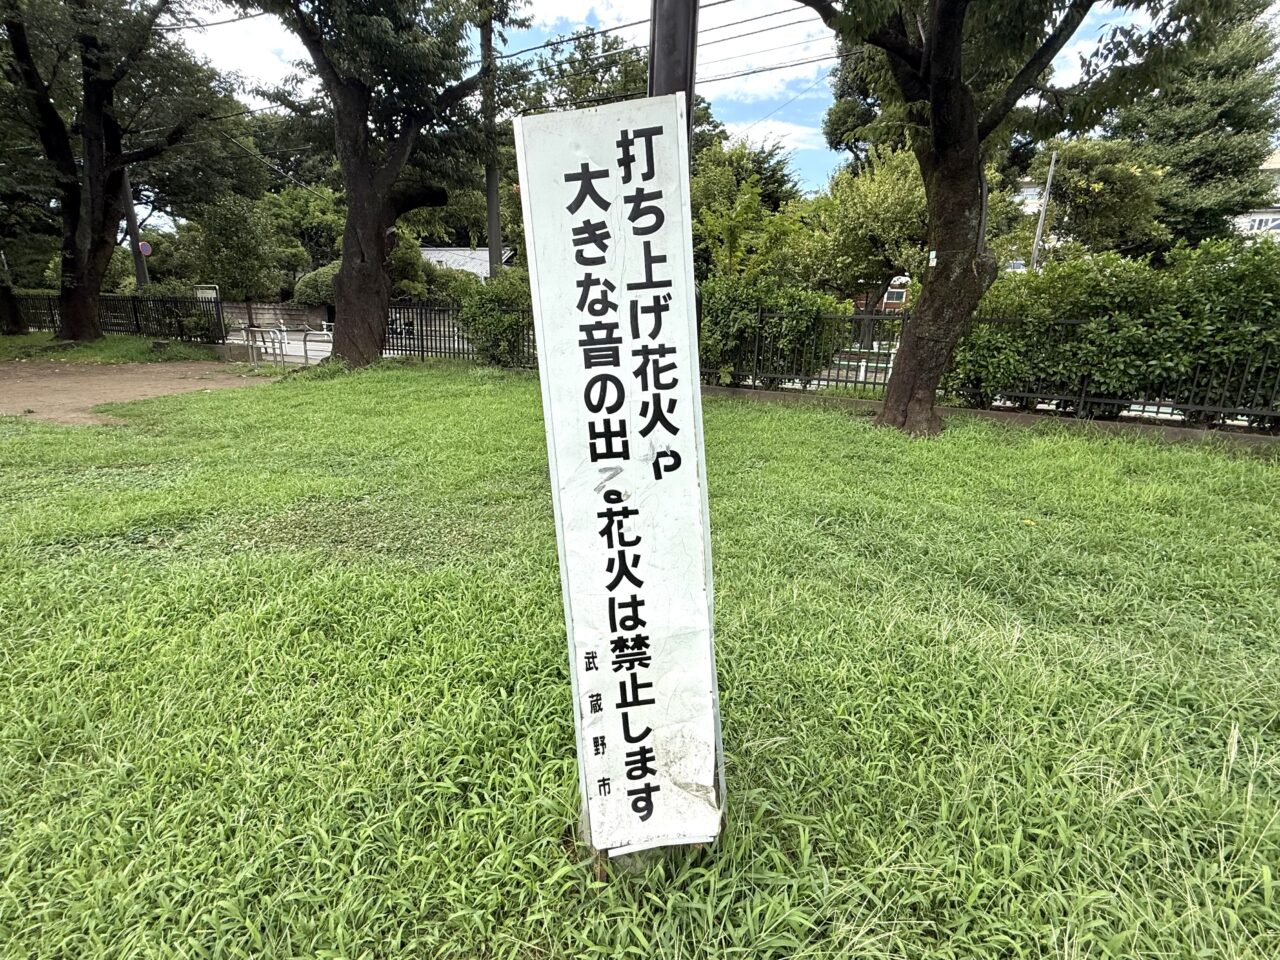 打ち上げ花火や
大きな音の出る花火は禁止します
武蔵野市